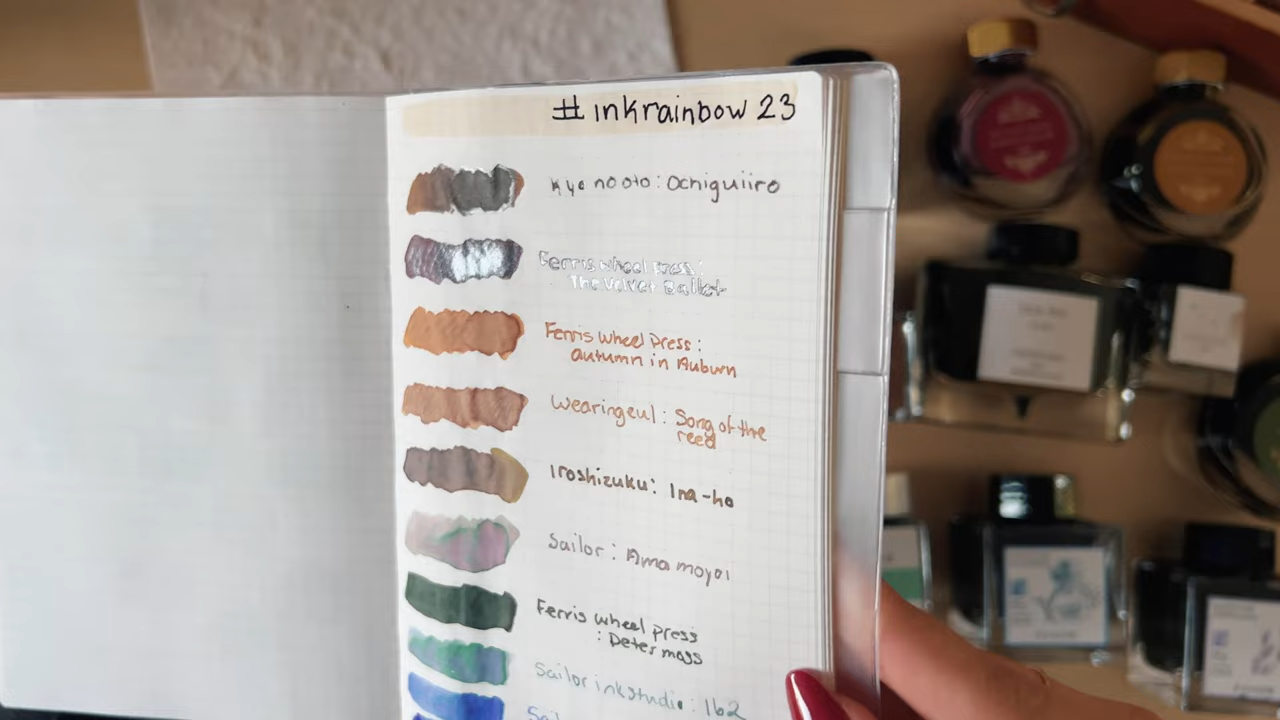 #inkrainbow 23
Kyo no oto: Ochiguiiro
Ferris wheel Press:
The Velvet Ballet
Ferris wheel Press:
autumn in Auburn
Wearingeul: Song of the
reed
Iroshizuku: Ina-ho
Sailor: Ama moyoi
Ferris wheel press
: Peter moss
Sailor inkstudio: 162